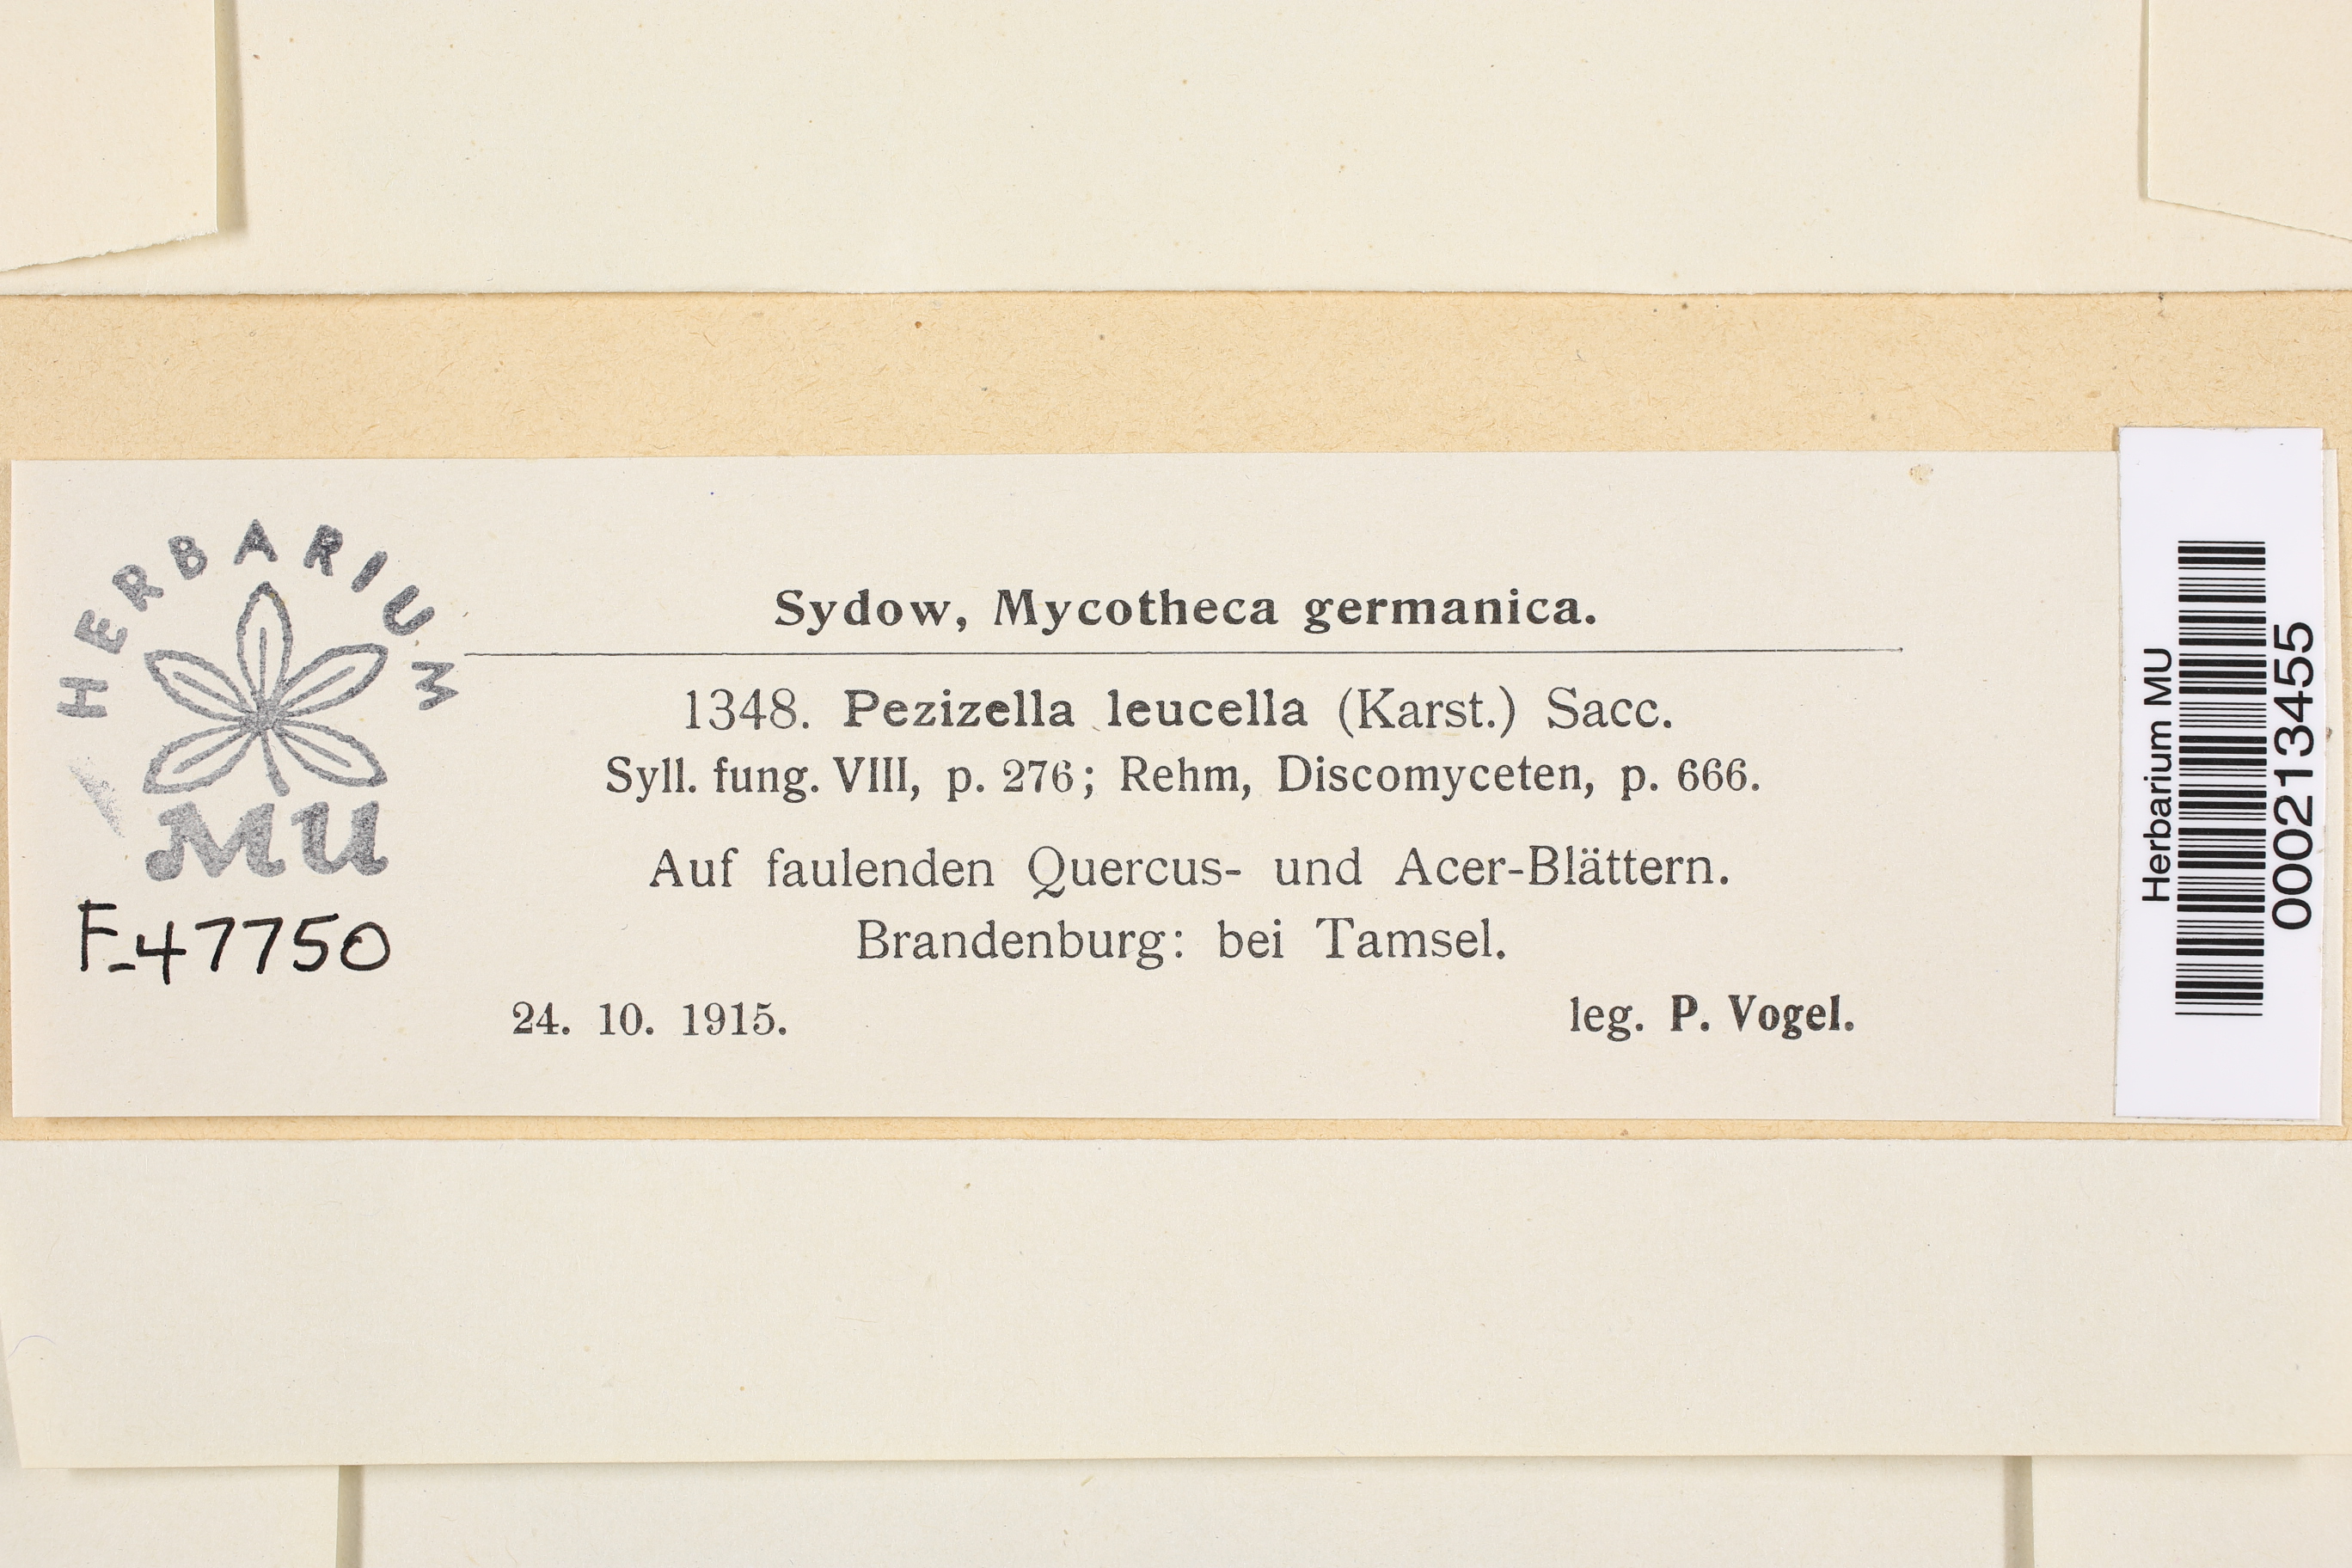 HERBARIUM
MU
F-47750
Sydow, Mycotheca germanica.
1348. Pezizella leucella (Karst.) Sacc.
Syll. fung. VIII, p. 276; Rehm, Discomyceten, p. 666.
Auf faulenden Quercus- und Acer-Blättern.
Brandenburg: bei Tamsel.
24. 10. 1915.
leg. P. Vogel.
Herbarium MU
000213455